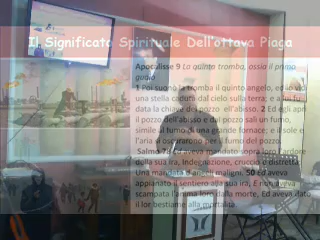 Il Significato Spirituale Dell'ottava Piaga
Apocalisse 9 La quinta tromba, ossia il primo
guaio
1 Poi suonò la tromba il quinto angelo, ed io vidi
una stella caduta dal cielo sulla terra; e a lui fu
data la chiave del pozzo dell'abisso. 2 Ed egli aprì
il pozzo dell'abisso e dal pozzo salì un fumo,
simile al fumo di una grande fornace; e il sole e
l'aria si oscurarono per il fumo del pozzo.
Salmo 78 Ed aveva mandato sopra loro l'ardore
della sua ira, Indegnazione, cruccio e distretta,
Una mandata d'angeli maligni. 50 Ed aveva
appianato il sentiero alla sua ira, E non aveva
scampata l'anima loro dalla morte, Ed aveva dato
il lor bestiame alla mortalità